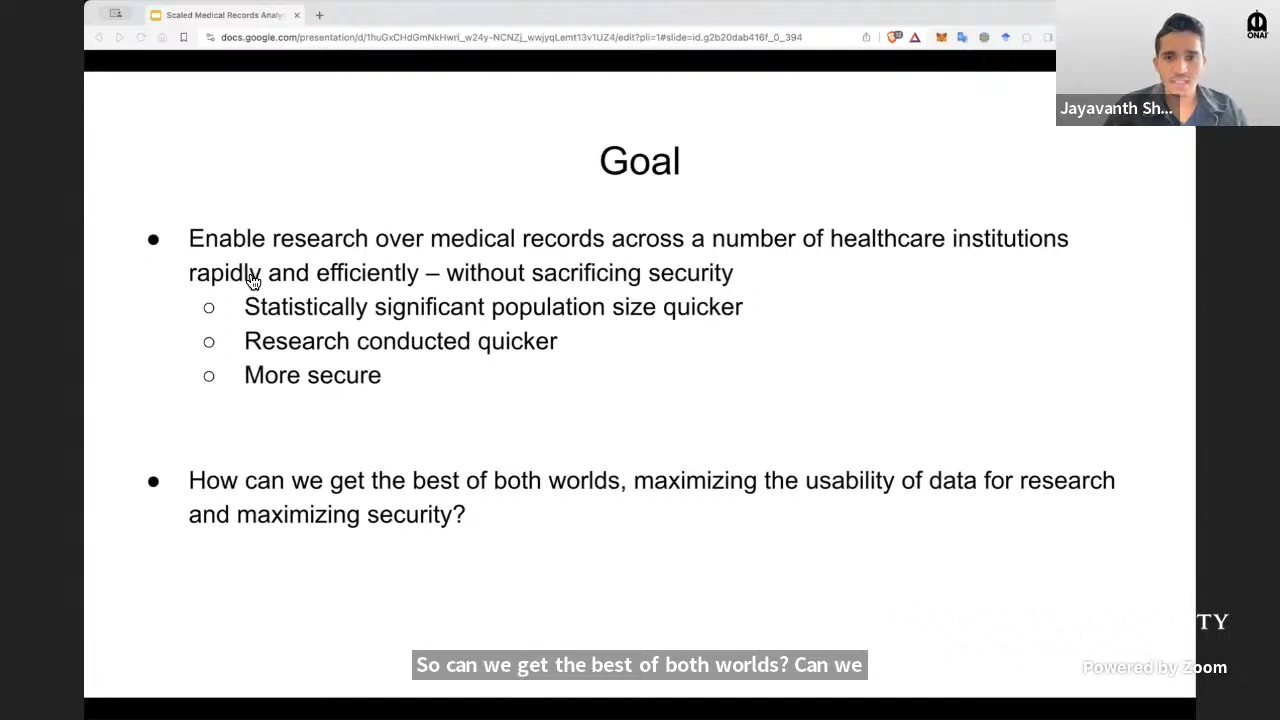 Scaled Medical Records Analy
docs.google.com/presentation/d/1huGxCHdGmNkHwri_w24y-NCNZj_wwjyqLemt13v1UZ4/edit?pli=1#slide=id.g2b20dab416f_0_394
ONAI
Jayavanth Sh...
Goal
● Enable research over medical records across a number of healthcare institutions
rapidly and efficiently – without sacrificing security
○ Statistically significant population size quicker
○ Research conducted quicker
○ More secure
● How can we get the best of both worlds, maximizing the usability of data for research
and maximizing security?
TY
So can we get the best of both worlds? Can we
Powered by Zoom